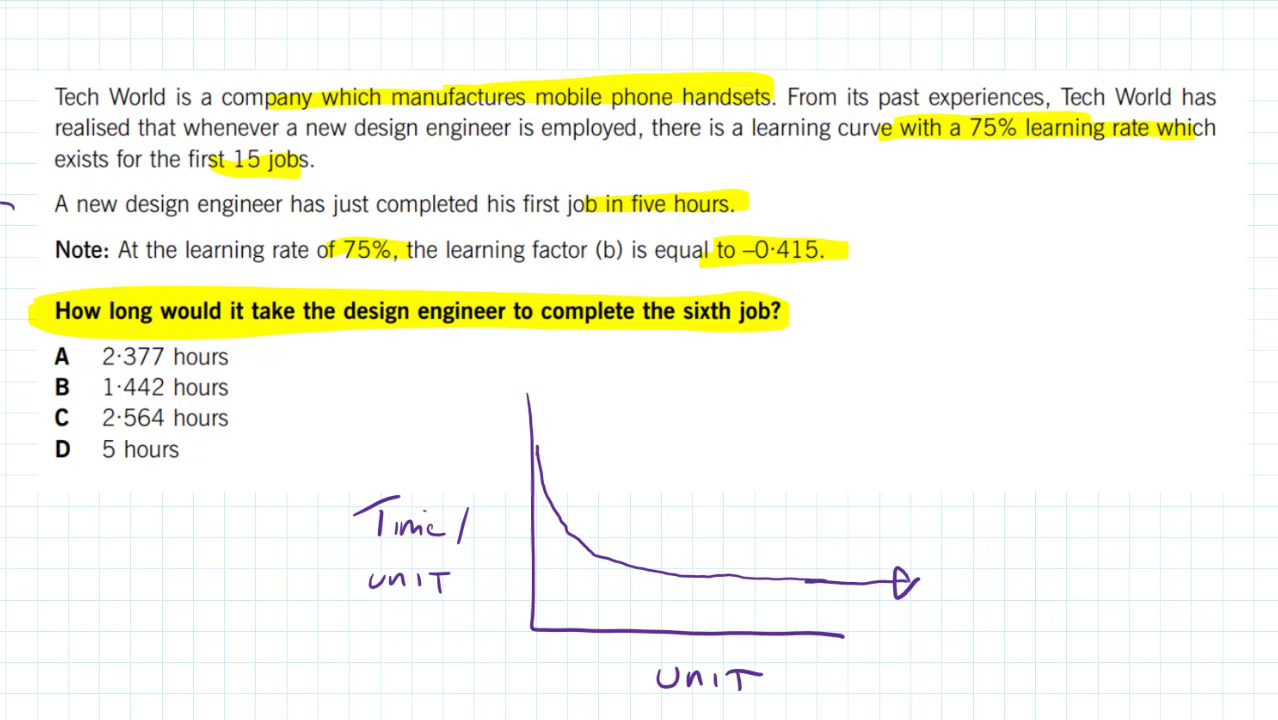 Tech World is a company which manufactures mobile phone handsets. From its past experiences, Tech World has
realised that whenever a new design engineer is employed, there is a learning curve with a 75% learning rate which
exists for the first 15 jobs.
A new design engineer has just completed his first job in five hours.
Note: At the learning rate of 75%, the learning factor (b) is equal to –0·415.
How long would it take the design engineer to complete the sixth job?
A 2·377 hours
B 1·442 hours
C 2·564 hours
D 5 hours
Time/
UNIT
UNIT